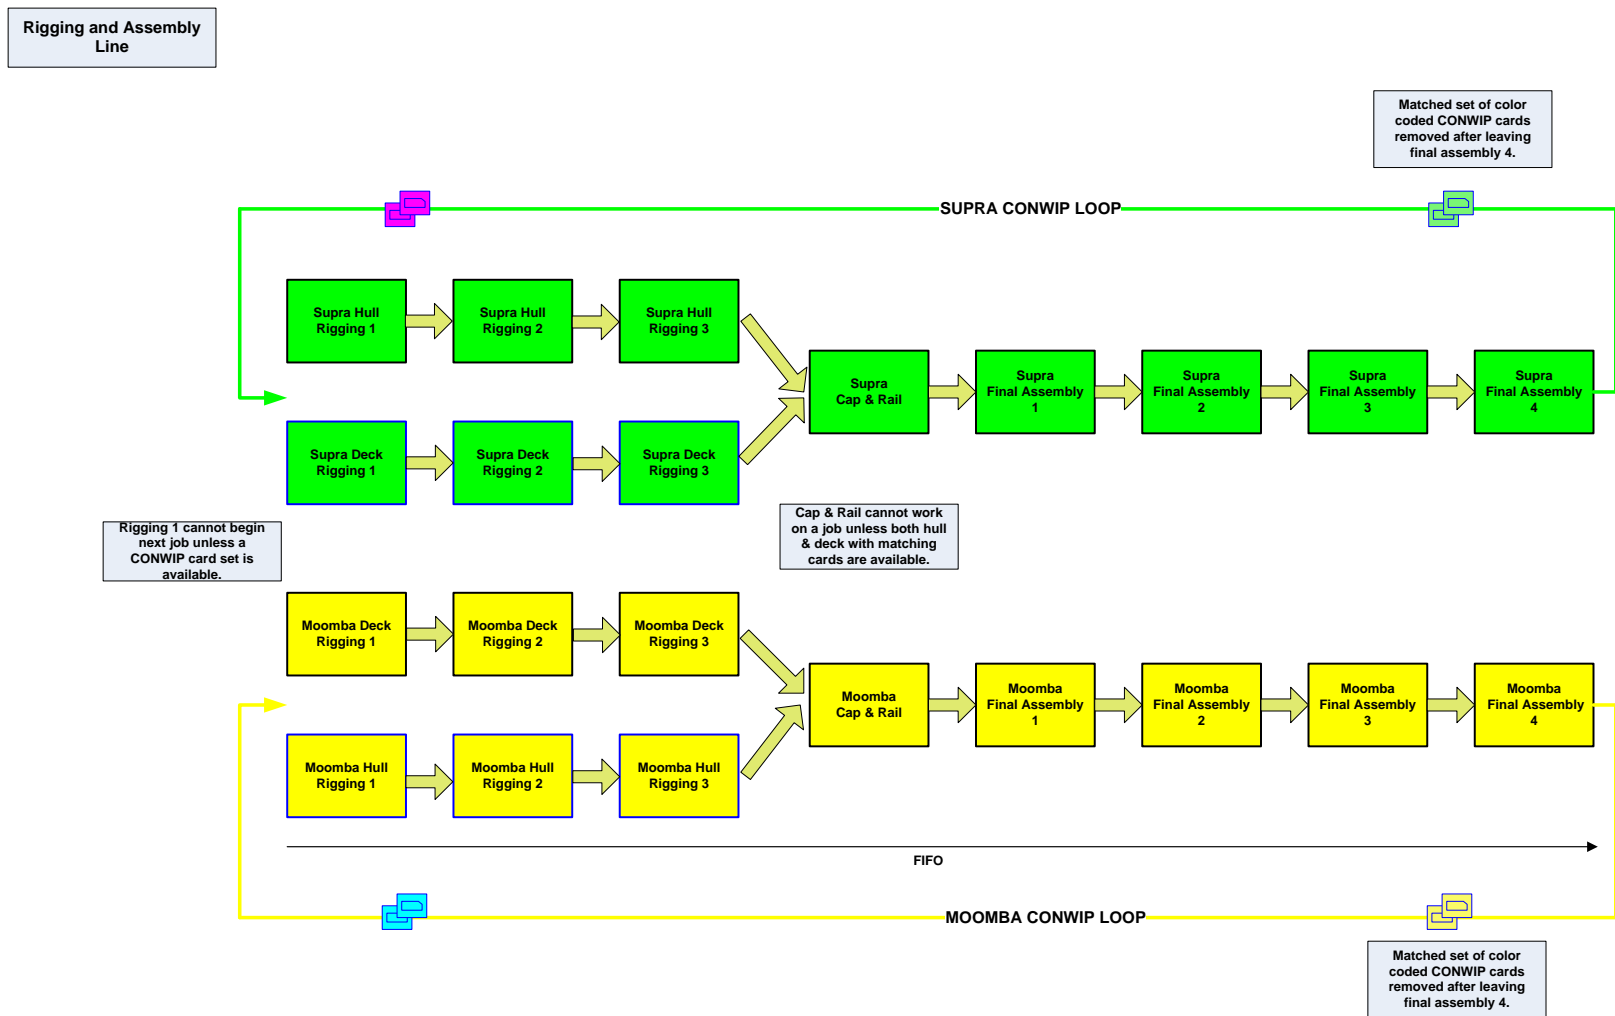 Rigging and Assembly
Line
Matched set of color
coded CONWIP cards
removed after leaving
final assembly 4.
SUPRA CONWIP LOOP
Supra Hull
Rigging 1
Supra Hull
Rigging 2
Supra Hull
Rigging 3
Supra
Cap & Rail
Supra
Final Assembly
1
Supra
Final Assembly
2
Supra
Final Assembly
3
Supra
Final Assembly
4
Supra Deck
Rigging 1
Supra Deck
Rigging 2
Supra Deck
Rigging 3
Rigging 1 cannot begin
next job unless a
CONWIP card set is
available.
Cap & Rail cannot work
on a job unless both hull
& deck with matching
cards are available.
Moomba Deck
Rigging 1
Moomba Deck
Rigging 2
Moomba Deck
Rigging 3
Moomba
Cap & Rail
Moomba
Final Assembly
1
Moomba
Final Assembly
2
Moomba
Final Assembly
3
Moomba
Final Assembly
4
Moomba Hull
Rigging 1
Moomba Hull
Rigging 2
Moomba Hull
Rigging 3
FIFO
MOOMBA CONWIP LOOP
Matched set of color
coded CONWIP cards
removed after leaving
final assembly 4.